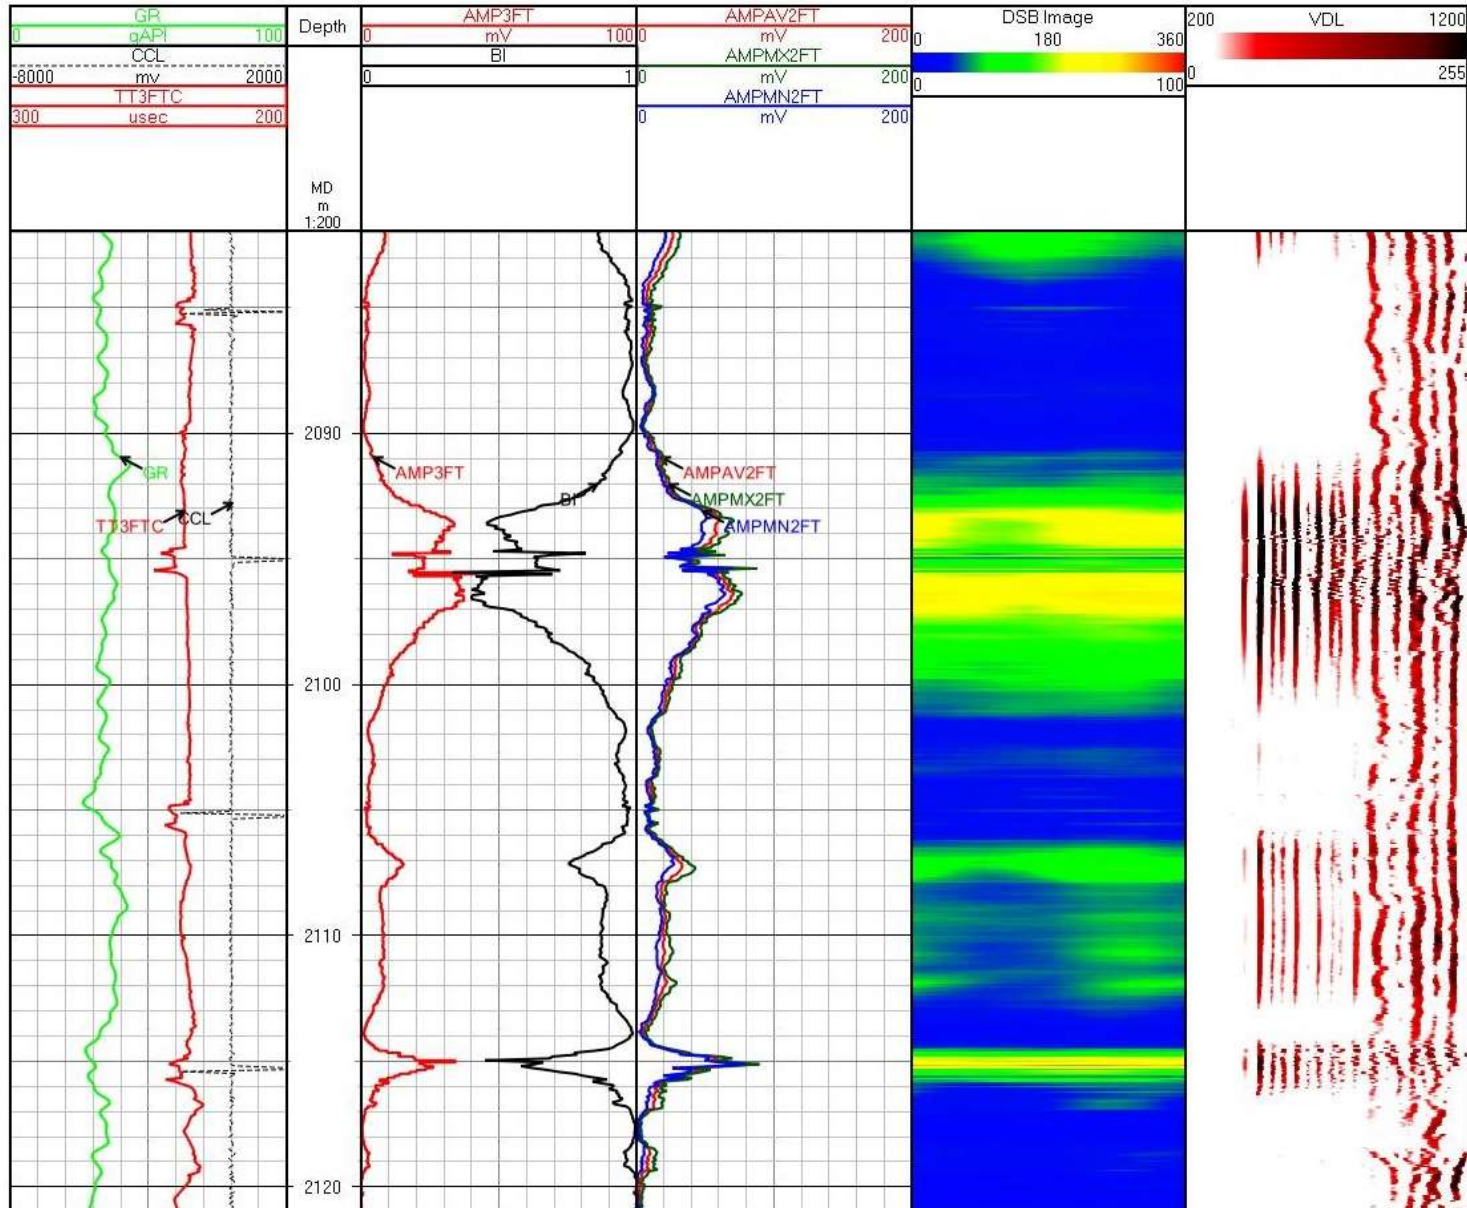 GR
0 gAPI 100
CCL
-8000 mv 2000
TT3FTC
300 usec 200
Depth
MD
m
1:200
AMP3FT
0 mV 100
BI
0 1
AMPAV2FT
0 mV 200
AMPMX2FT
0 mV 200
AMPMN2FT
0 mV 200
DSB Image
0 180 360
0 100
200 VDL 1200
0 255
2090
GR
AMP3FT
AMPAV2FT
BI
AMPMX2FT
TT3FTC
CCL
AMPMN2FT
2100
2110
2120